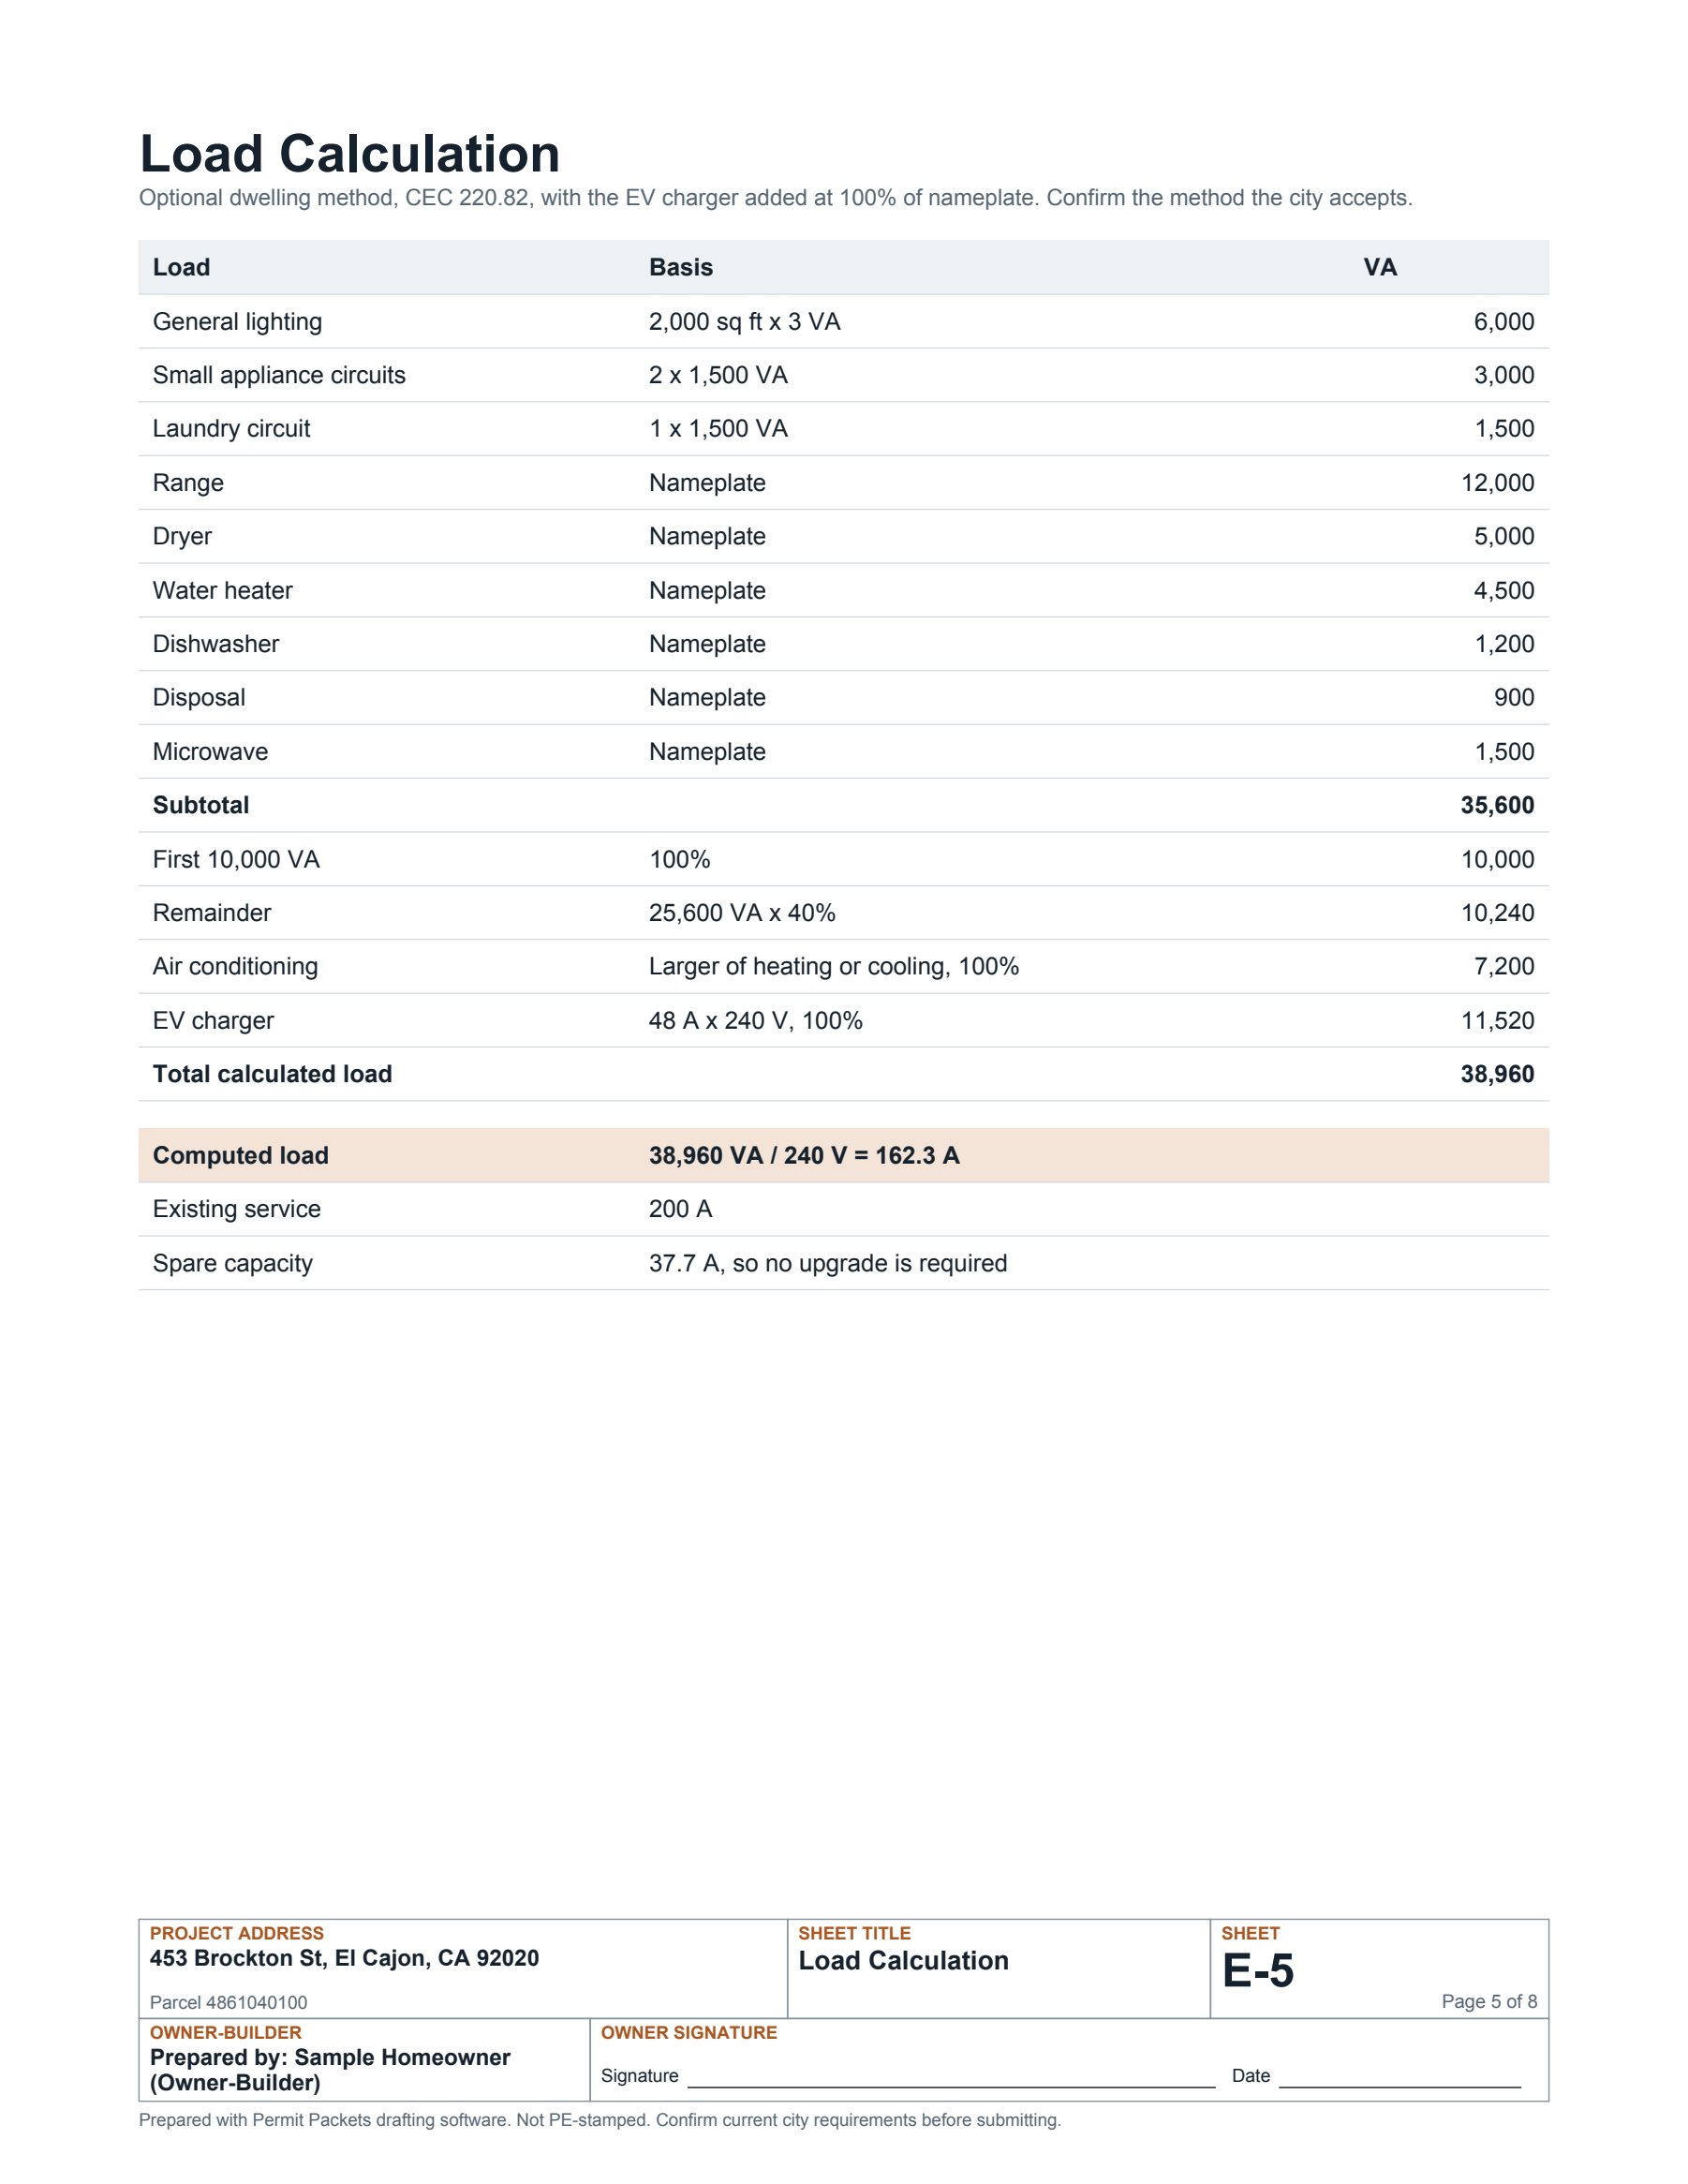 Load Calculation
Optional dwelling method, CEC 220.82, with the EV charger added at 100% of nameplate. Confirm the method the city accepts.
Load Basis VA
General lighting 2,000 sq ft x 3 VA 6,000
Small appliance circuits 2 x 1,500 VA 3,000
Laundry circuit 1 x 1,500 VA 1,500
Range Nameplate 12,000
Dryer Nameplate 5,000
Water heater Nameplate 4,500
Dishwasher Nameplate 1,200
Disposal Nameplate 900
Microwave Nameplate 1,500
Subtotal 35,600
First 10,000 VA 100% 10,000
Remainder 25,600 VA x 40% 10,240
Air conditioning Larger of heating or cooling, 100% 7,200
EV charger 48 A x 240 V, 100% 11,520
Total calculated load 38,960
Computed load 38,960 VA / 240 V = 162.3 A
Existing service 200 A
Spare capacity 37.7 A, so no upgrade is required
PROJECT ADDRESS
453 Brockton St, El Cajon, CA 92020
Parcel 4861040100
SHEET TITLE
Load Calculation
SHEET
E-5
Page 5 of 8
OWNER-BUILDER
Prepared by: Sample Homeowner
(Owner-Builder)
OWNER SIGNATURE
Signature Date
Prepared with Permit Packets drafting software. Not PE-stamped. Confirm current city requirements before submitting.